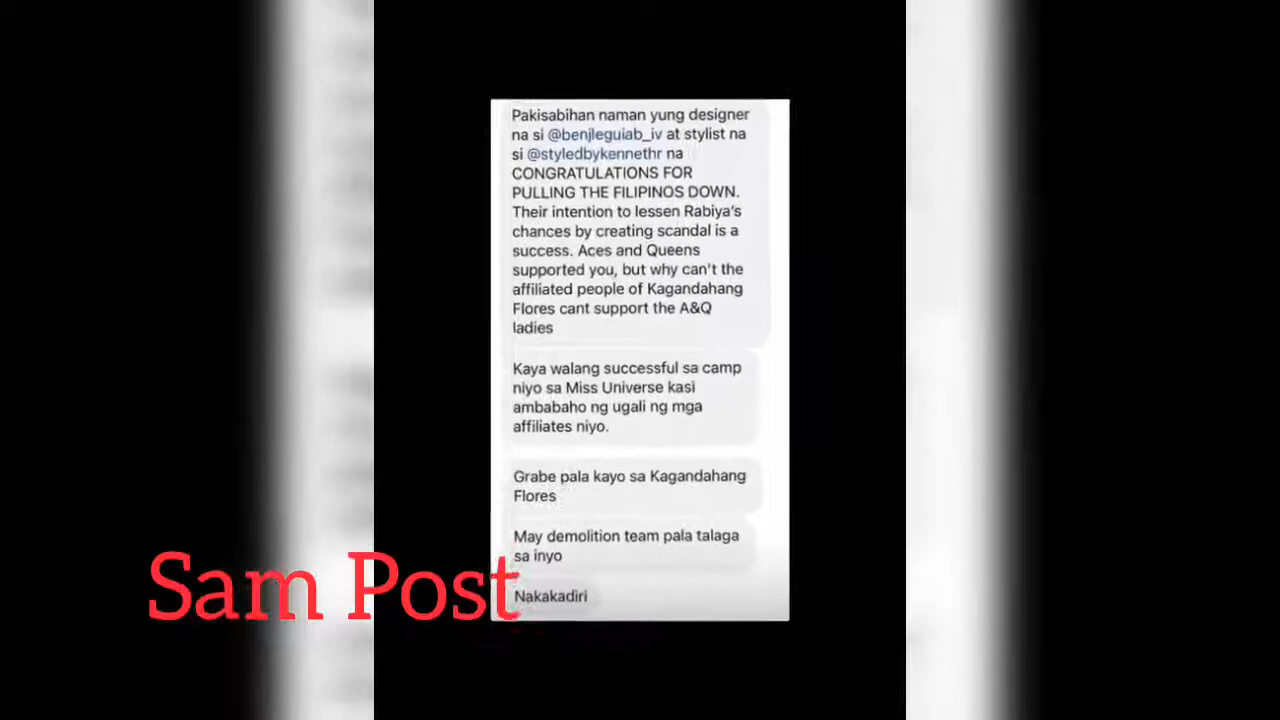 Pakisabihan naman yung designer
na si @benjleguiab_iv at stylist na
si @styledbykennethr na
CONGRATULATIONS FOR
PULLING THE FILIPINOS DOWN.
Their intention to lessen Rabiya's
chances by creating scandal is a
success. Aces and Queens
supported you, but why can't the
affiliated people of Kagandahang
Flores cant support the A&Q
ladies
Kaya walang successful sa camp
niyo sa Miss Universe kasi
ambabaho ng ugali ng mga
affiliates niyo.
Grabe pala kayo sa Kagandahang
Flores
May demolition team pala talaga
sa inyo
Nakakadiri
Sam Post